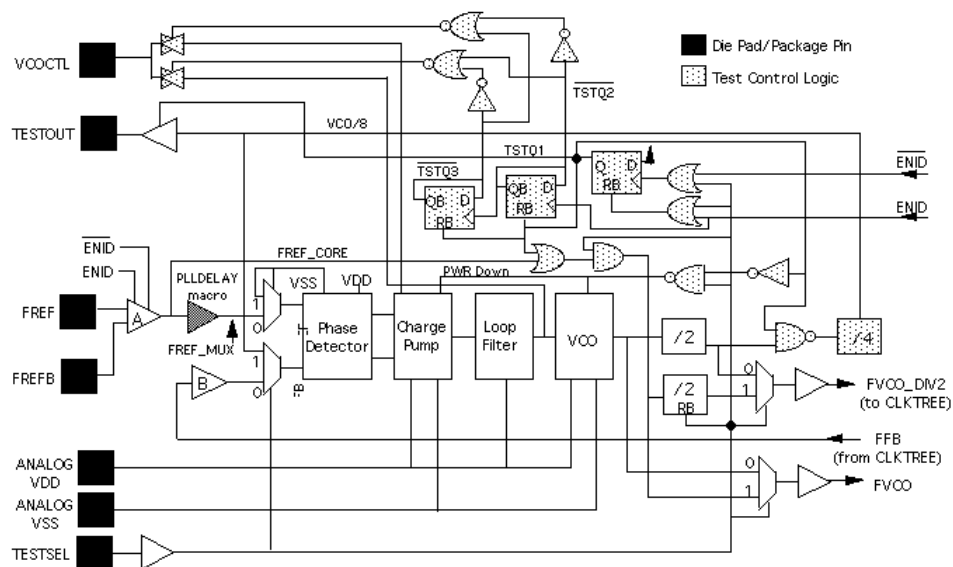 VCOCTL
Die Pad/Package Pin
Test Control Logic
TSTQ2
TESTOUT
VCO/8
TSTQ1
TSTQ3
Q D
RB
ENID
QB D
RB
QB D
RB
ENID
ENID
ENID
FREF_CORE
PWR Down
PLLDELAY
macro
VSS
VDD
FREF
A
1
0
FREF_MUX
Phase
Detector
Charge
Pump
Loop
Filter
VCO
/2
/4
FREFB
B
1
0
FB
/2
RB
0
1
FVCO_DIV2
(to CLKTREE)
FFB
(from CLKTREE)
ANALOG
VDD
ANALOG
VSS
0
1
FVCO
TESTSEL